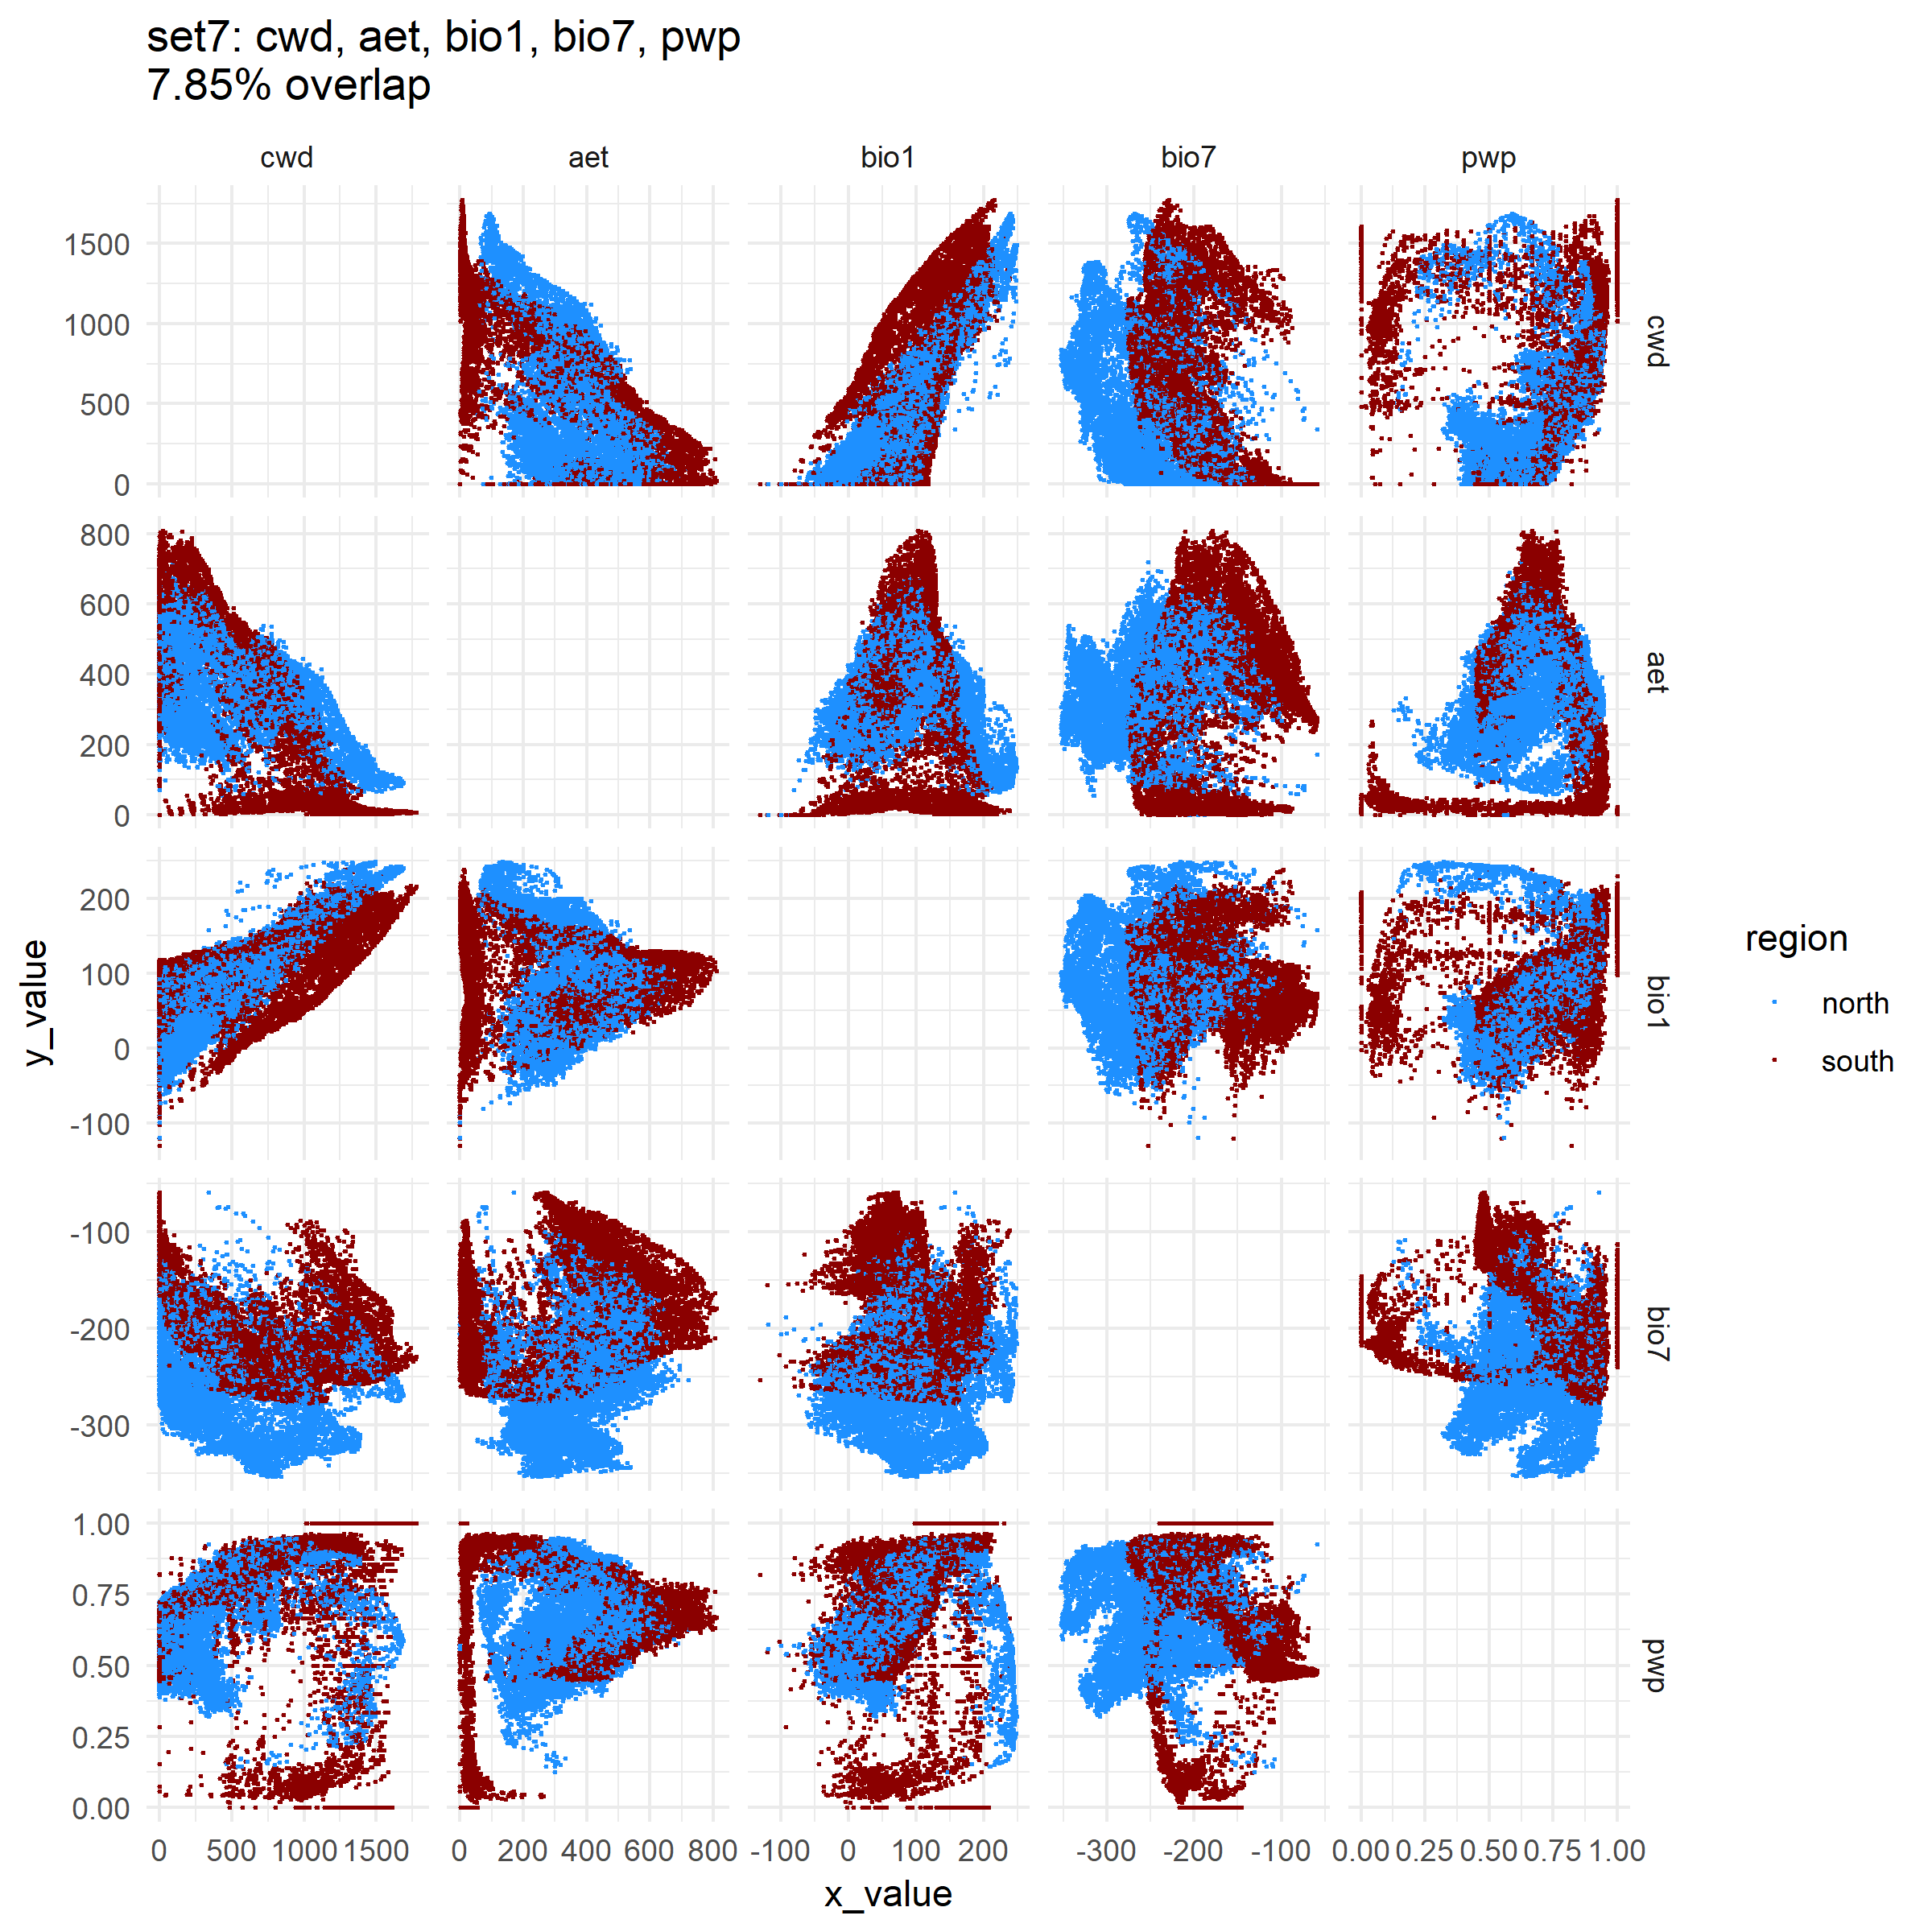 set7: cwd, aet, bio1, bio7, pwp
7.85% overlap
cwd aet bio1 bio7 pwp
1500
1000
500
0
cwd
800
600
400
200
0
aet
200
100
0
-100
bio1
-100
-200
-300
bio7
1.00
0.75
0.50
0.25
0.00
pwp
0 500 1000 1500 0 200 400 600 800 -100 0 100 200 -300 -200 -100 0.00 0.25 0.50 0.75 1.00
x_value
y_value
region
north
south